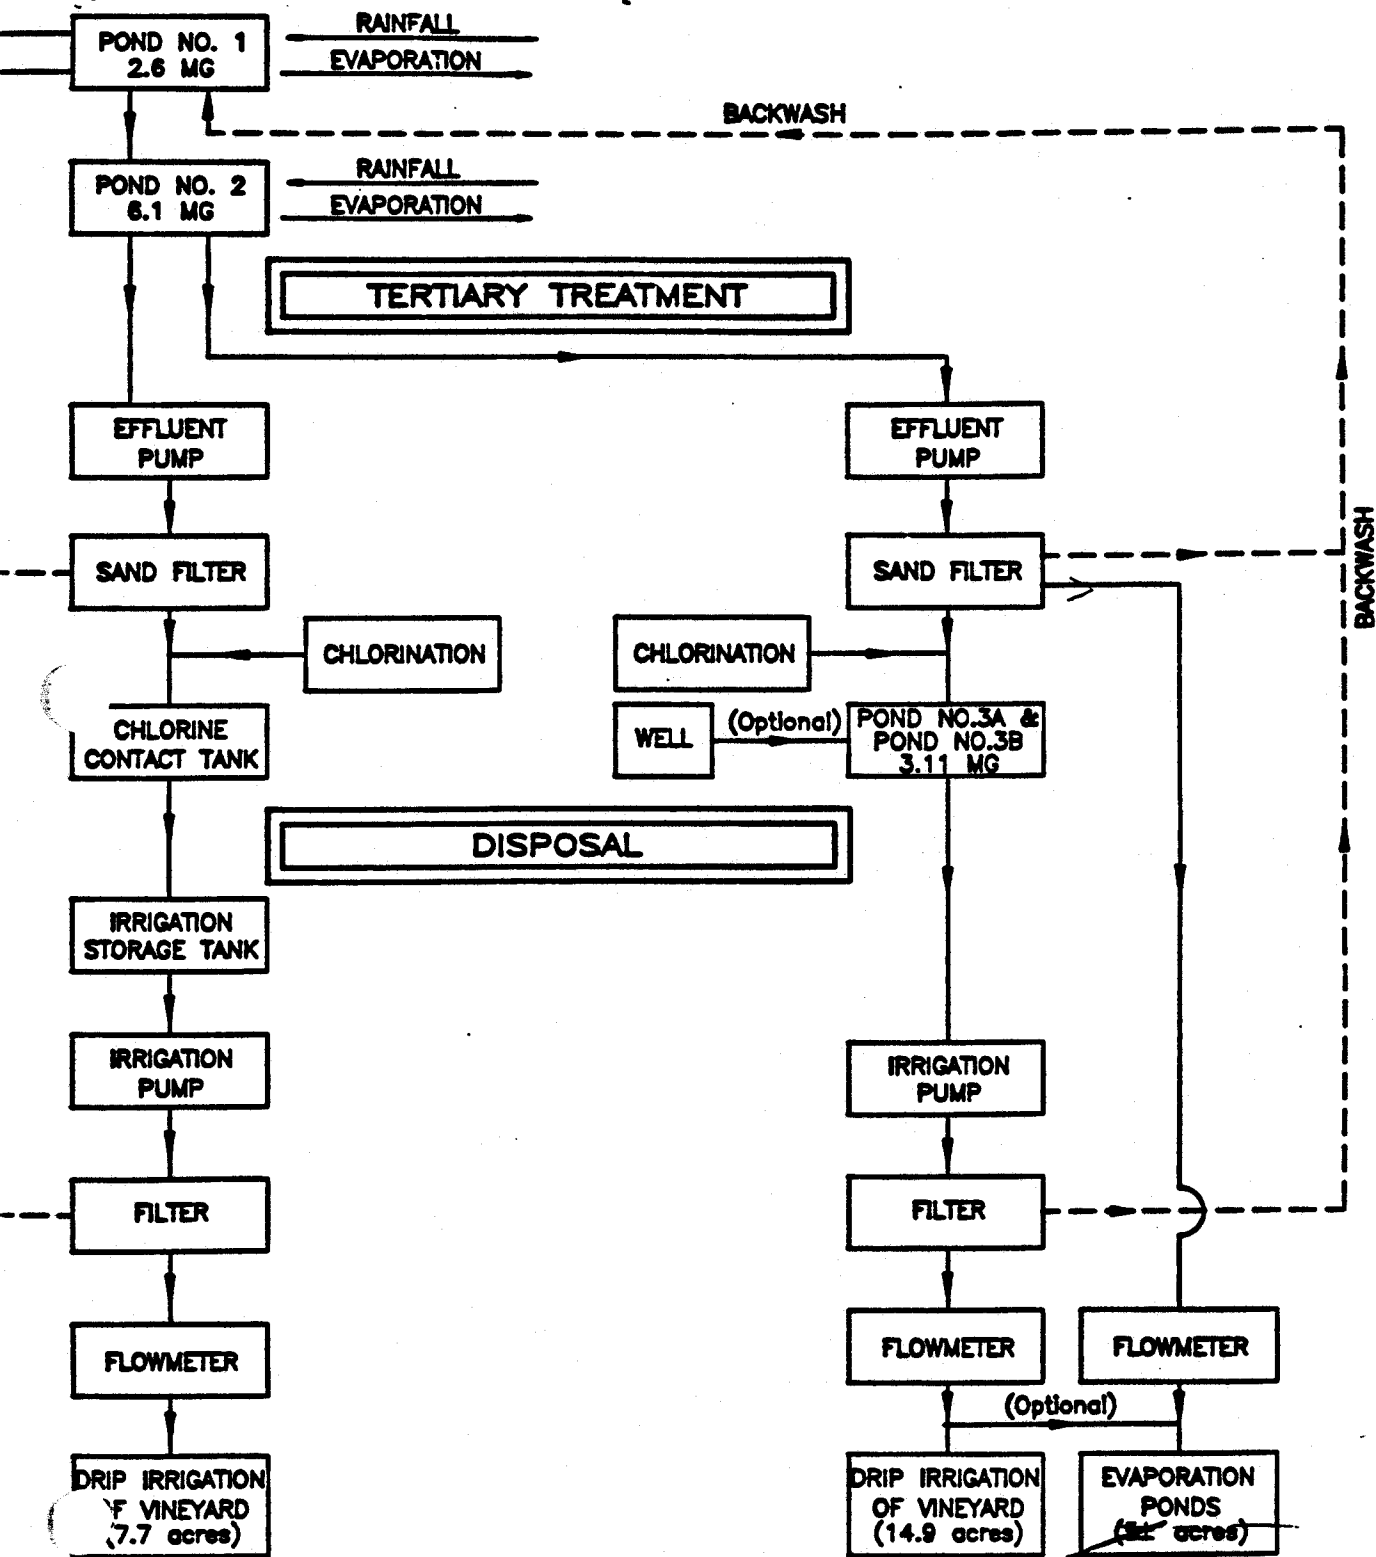 POND NO. 1
2.6 MG
RAINFALL
EVAPORATION
BACKWASH
POND NO. 2
6.1 MG
RAINFALL
EVAPORATION
TERTIARY TREATMENT
EFFLUENT
PUMP
EFFLUENT
PUMP
SAND FILTER
SAND FILTER
BACKWASH
CHLORINATION
CHLORINATION
CHLORINE
CONTACT TANK
WELL
(Optional)
POND NO.3A &
POND NO.3B
3.11 MG
DISPOSAL
IRRIGATION
STORAGE TANK
IRRIGATION
PUMP
IRRIGATION
PUMP
FILTER
FILTER
FLOWMETER
FLOWMETER
FLOWMETER
(Optional)
DRIP IRRIGATION
OF VINEYARD
(7.7 acres)
DRIP IRRIGATION
OF VINEYARD
(14.9 acres)
EVAPORATION
PONDS
acres)